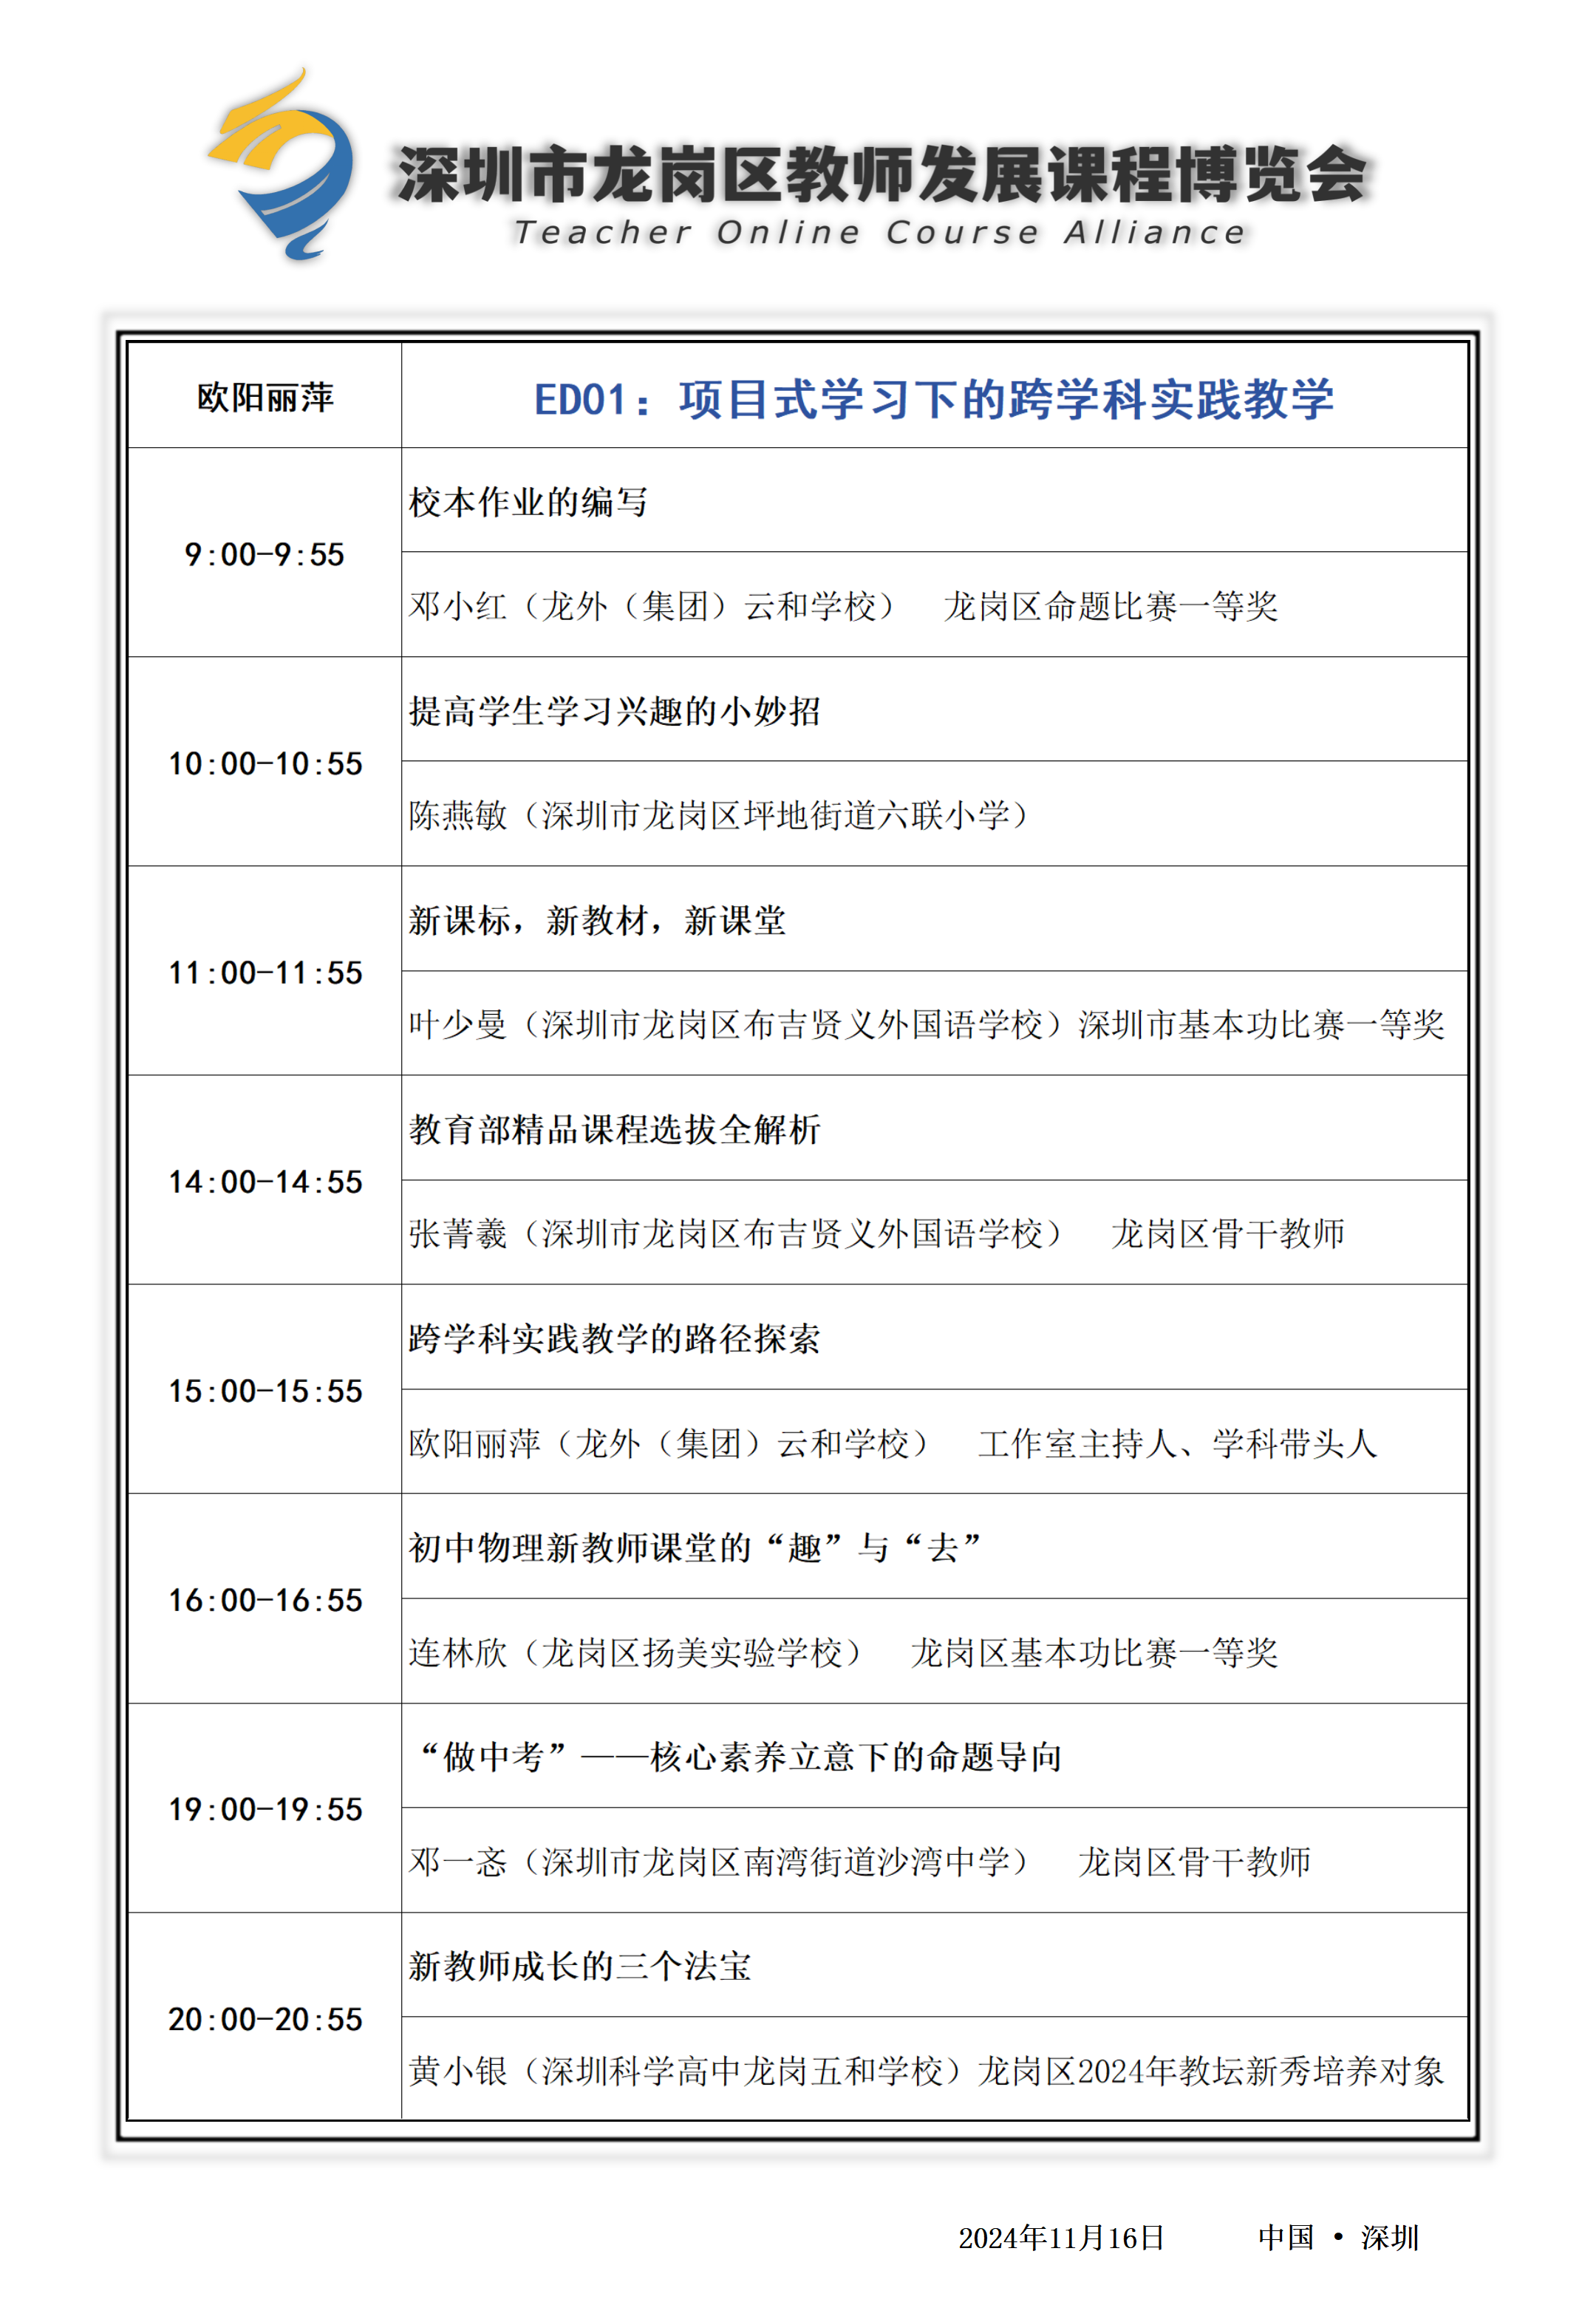 深圳市龙岗区教师发展课程博览会
Teacher Online Course Alliance
欧阳丽萍
ED01：项目式学习下的跨学科实践教学
9:00-9:55
校本作业的编写
邓小红（龙外（集团）云和学校） 龙岗区命题比赛一等奖
10:00-10:55
提高学生学习兴趣的小妙招
陈燕敏（深圳市龙岗区坪地街道六联小学）
11:00-11:55
新课标，新教材，新课堂
叶少曼（深圳市龙岗区布吉贤义外国语学校）深圳市基本功比赛一等奖
14:00-14:55
教育部精品课程选拔全解析
张菁羲（深圳市龙岗区布吉贤义外国语学校） 龙岗区骨干教师
15:00-15:55
跨学科实践教学的路径探索
欧阳丽萍（龙外（集团）云和学校） 工作室主持人、学科带头人
16:00-16:55
初中物理新教师课堂的“趣”与“去”
连林欣（龙岗区扬美实验学校） 龙岗区基本功比赛一等奖
19:00-19:55
“做中考”——核心素养立意下的命题导向
邓一忞（深圳市龙岗区南湾街道沙湾中学） 龙岗区骨干教师
20:00-20:55
新教师成长的三个法宝
黄小银（深圳科学高中龙岗五和学校）龙岗区2024年教坛新秀培养对象
2024年11月16日 中国 • 深圳